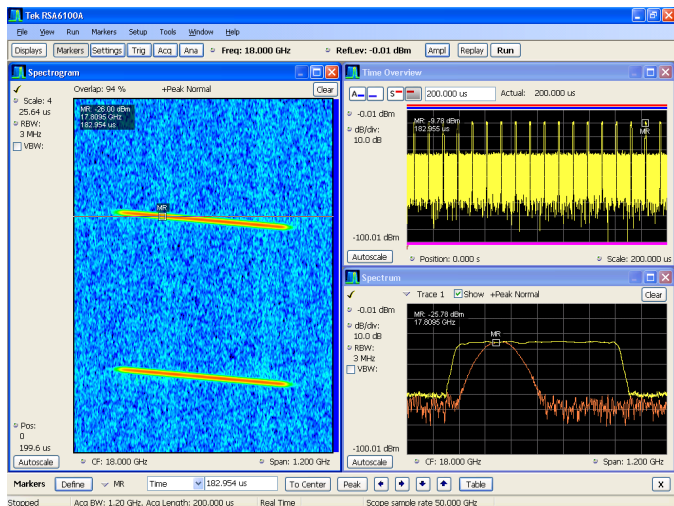 Tek RSA6100A
File View Run Markers Setup Tools Window Help
Displays Markers Settings Trig Acq Ana Freq: 18.000 GHz RefLev: -0.01 dBm Ampl Replay Run
Spectrogram
Overlap: 94 % +Peak Normal Clear
Scale: 4
25.64 us
RBW:
3 MHz
VBW:
MR: -26.00 dBm
17.8095 GHz
182.954 us
MR
Pos:
0
199.6 us
Autoscale CF: 18.000 GHz Span: 1.200 GHz
Time Overview
A S 200.000 us Actual: 200.000 us
-0.01 dBm
dB/div:
10.0 dB
MR: -9.78 dBm
182.955 us
MR
-100.01 dBm
Autoscale Position: 0.000 s Scale: 200.000 us
Spectrum
Trace 1 Show +Peak Normal Clear
-0.01 dBm
dB/div:
10.0 dB
RBW:
3 MHz
VBW:
MR: -25.78 dBm
17.8095 GHz
MR
-100.01 dBm
Autoscale CF: 18.000 GHz Span: 1.200 GHz
Markers Define MR Time 182.954 us To Center Peak Table X
Stopped Acq BW: 1.20 GHz, Acq Length: 200.000 us Real Time Scope sample rate 50.000 GHz